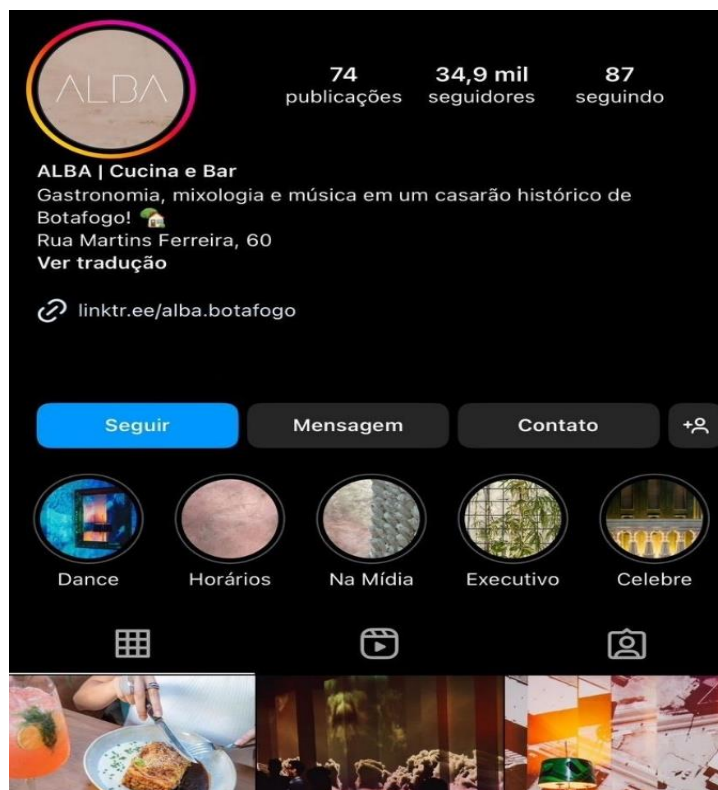 ALBA
74
publicações
34,9 mil
seguidores
87
seguindo
ALBA | Cucina e Bar
Gastronomia, mixologia e música em um casarão histórico de
Botafogo! 🏡
Rua Martins Ferreira, 60
Ver tradução
linktr.ee/alba.botafogo
Seguir
Mensagem
Contato
Dance
Horários
Na Mídia
Executivo
Celebre